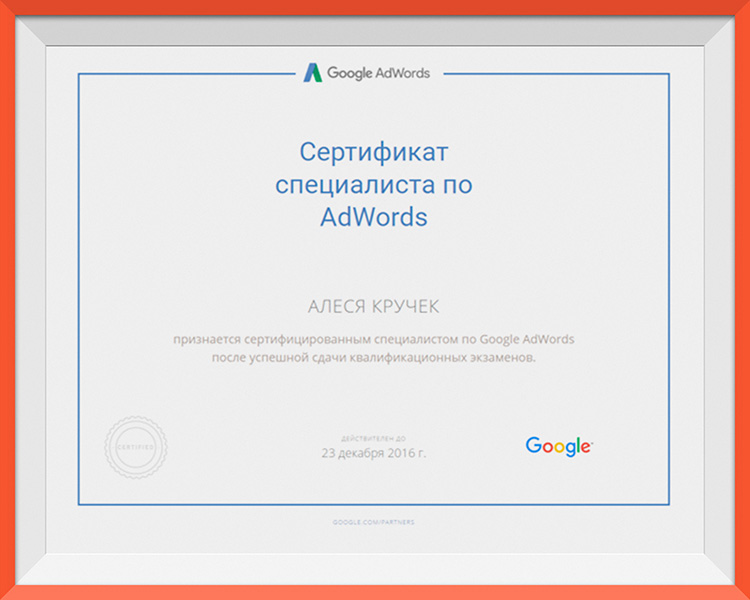 Google AdWords
Сертификат
специалиста по
AdWords
АЛЕСЯ КРУЧЕК
признается сертифицированным специалистом по Google AdWords
после успешной сдачи квалификационных экзаменов.
CERTIFIED
ДЕЙСТВИТЕЛЕН ДО
23 декабря 2016 г.
Google
GOOGLE.COM/PARTNERS